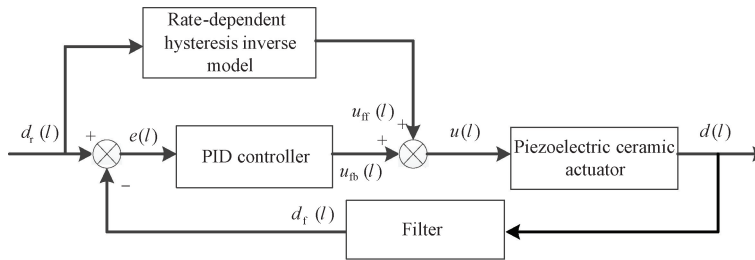 Rate-dependent
hysteresis inverse
model
d_r(l)
+
e(l)
PID controller
u_ff(l)
+
+
u_fb(l)
u(l)
Piezoelectric ceramic
actuator
d(l)
−
d_f(l)
Filter